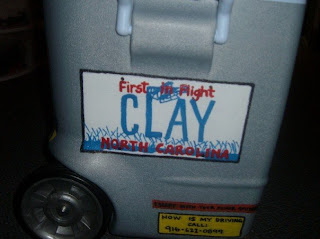 First in Flight
CLAY
NORTH CAROLINA
HOW IS MY DRIVING
CALL: